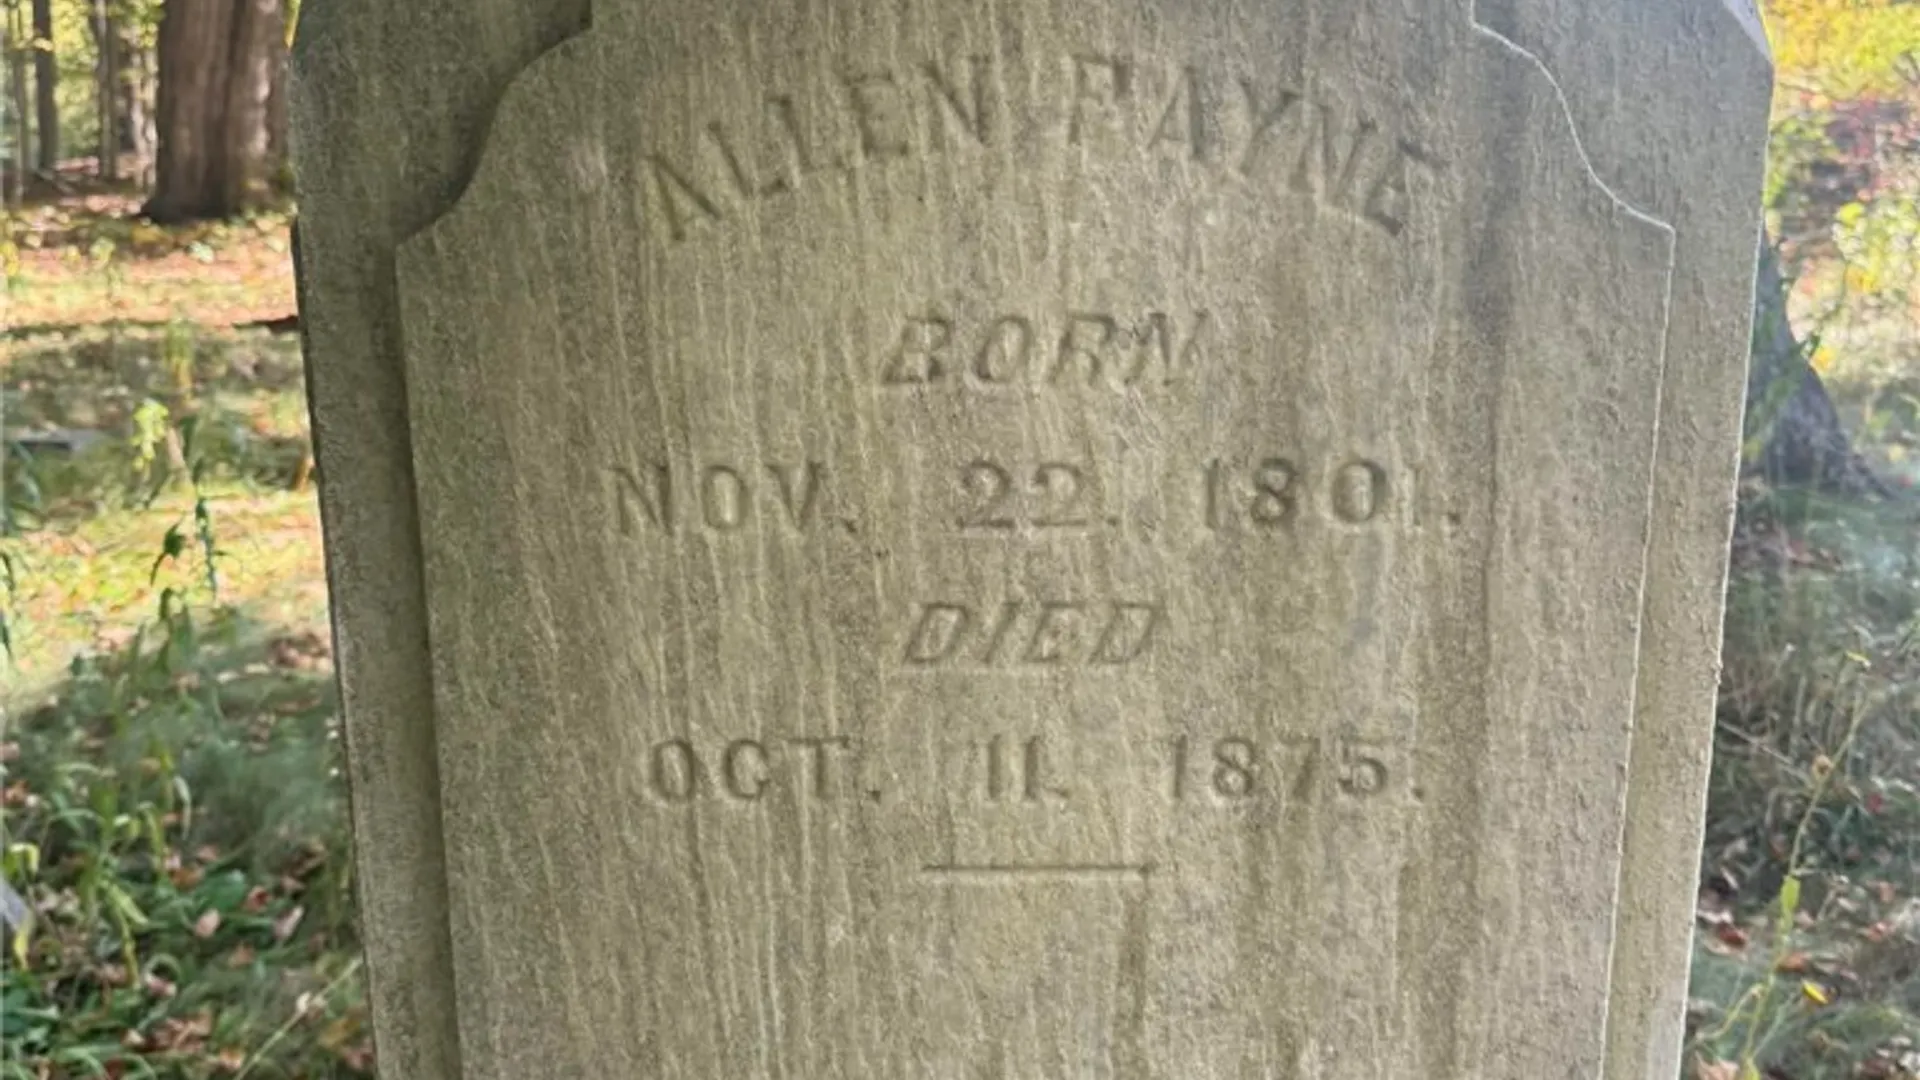 ALLEN PAYNE
BORN
NOV. 22. 1801.
DIED
OCT. 11. 1875.